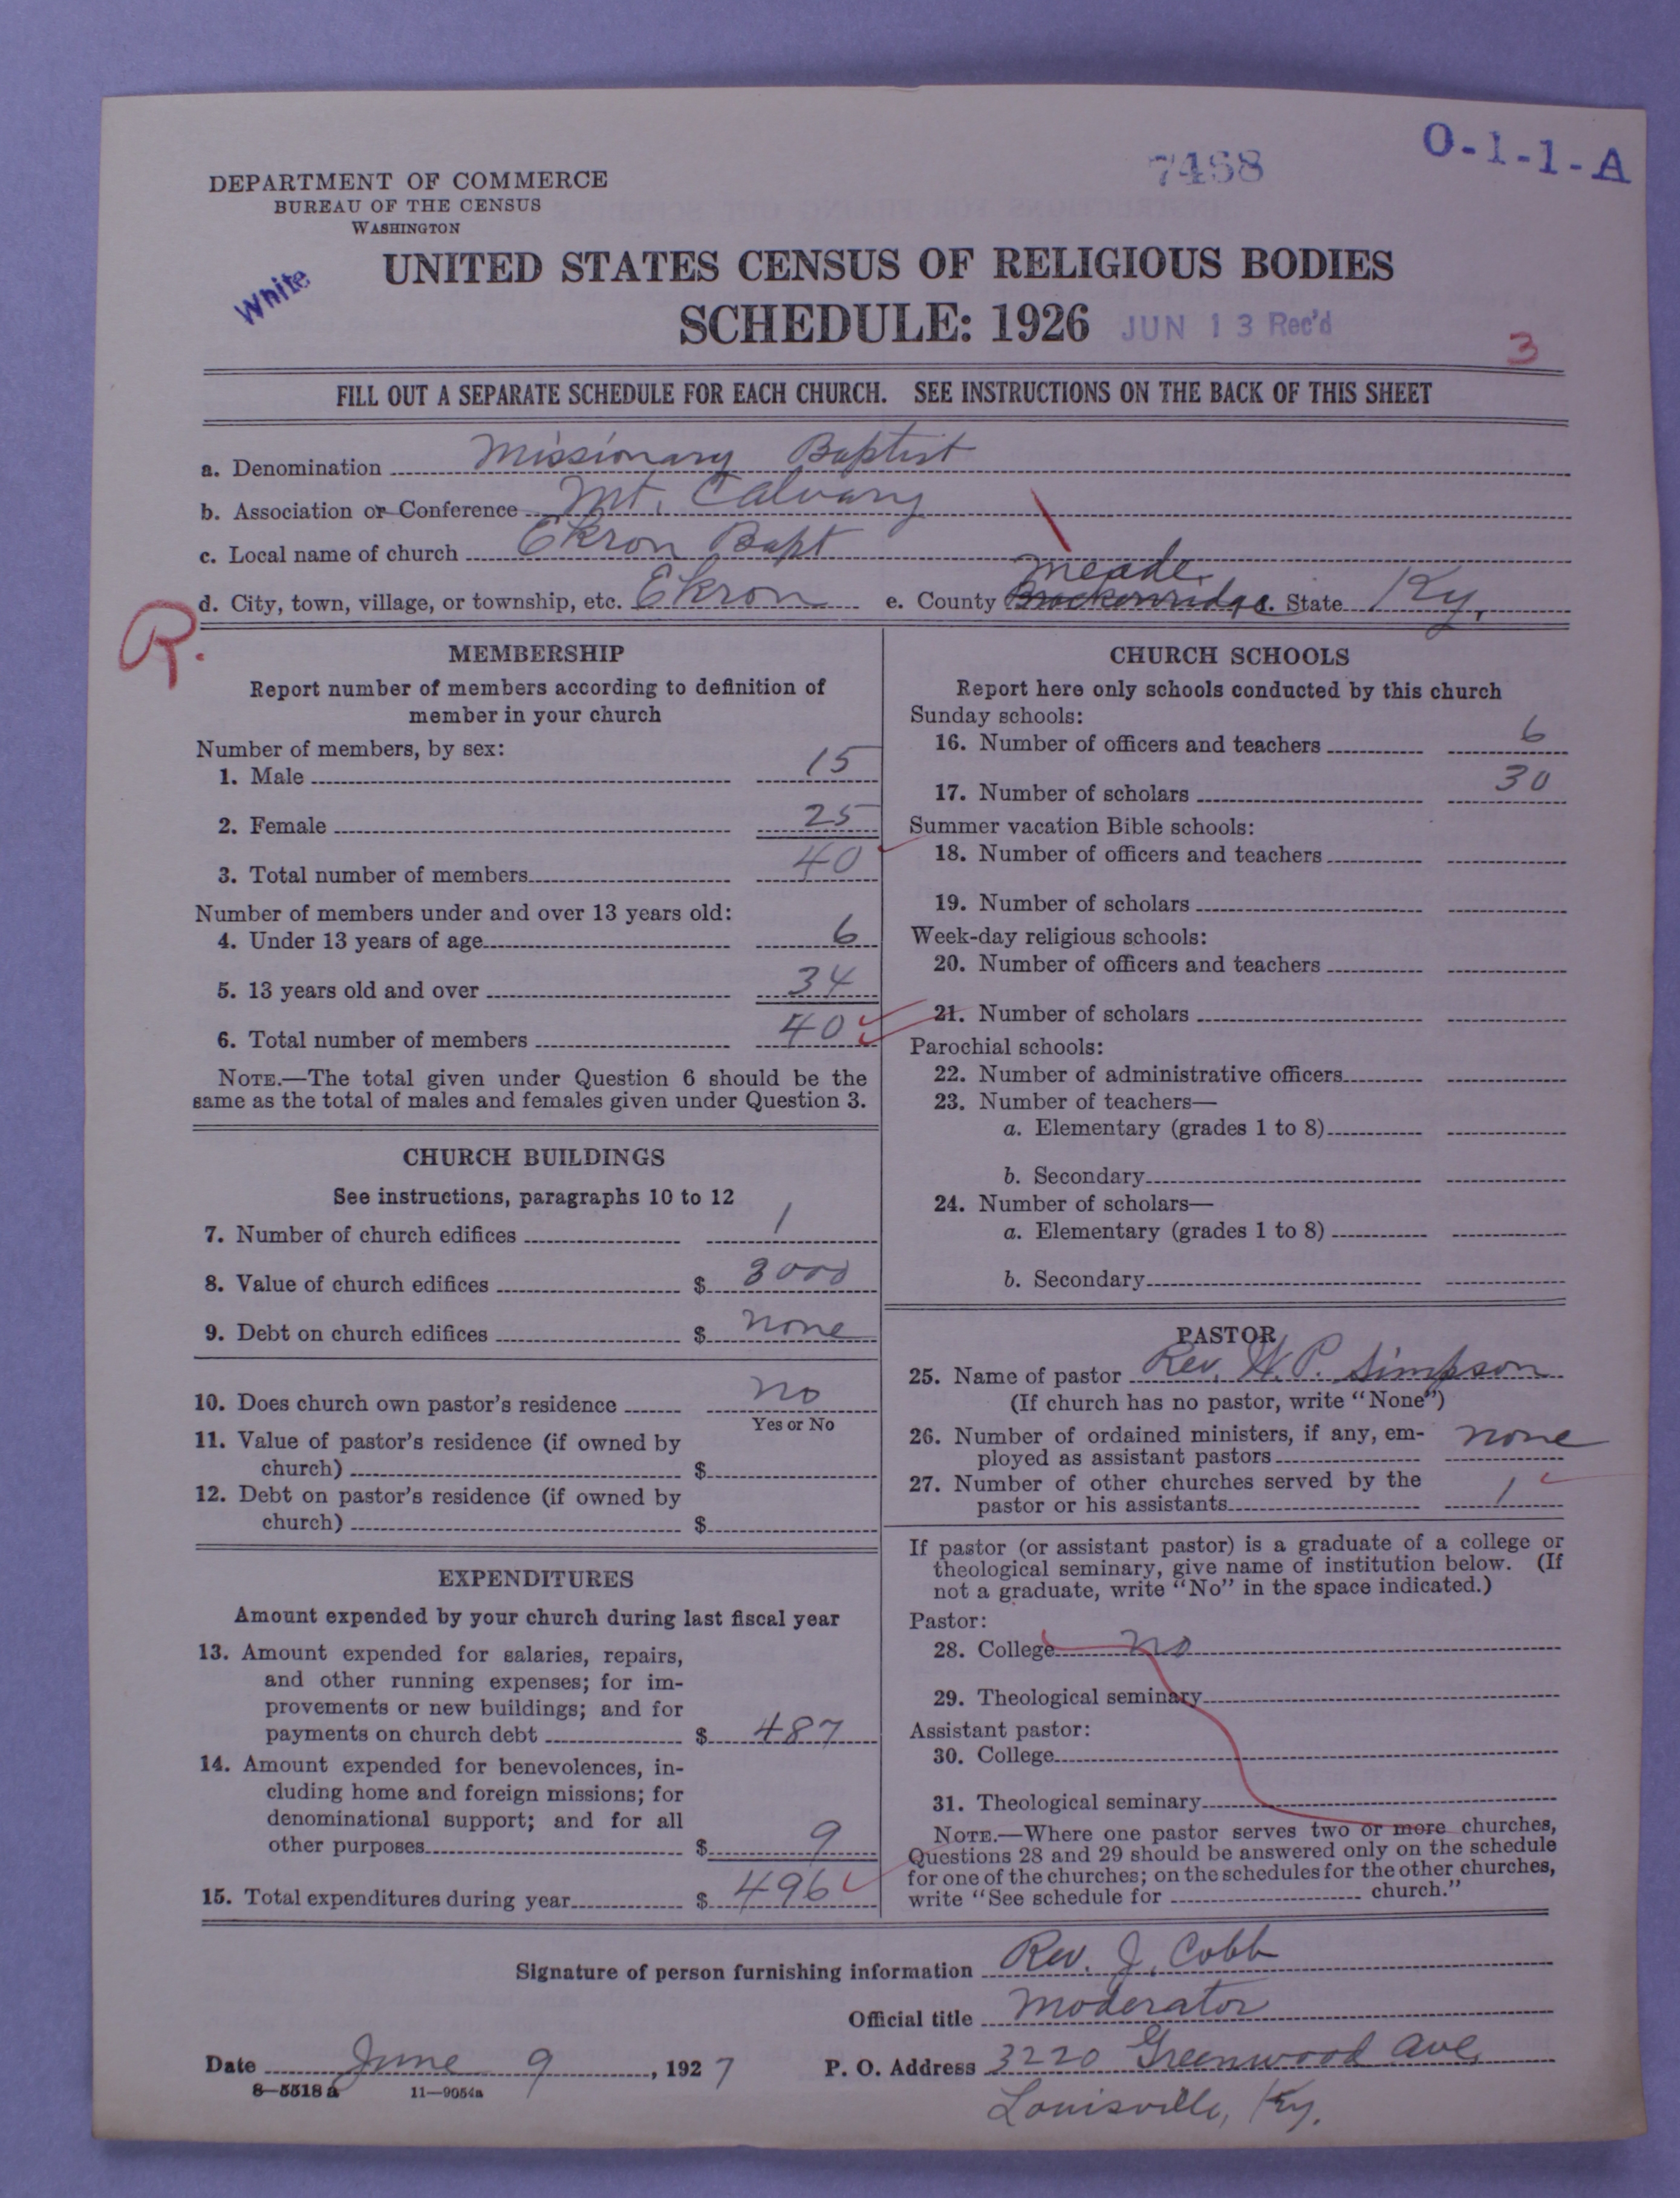 7468
O-1-1-A
DEPARTMENT OF COMMERCE
BUREAU OF THE CENSUS
WASHINGTON
White
UNITED STATES CENSUS OF RELIGIOUS BODIES
SCHEDULE: 1926
JUN 13 Rec'd
3
FILL OUT A SEPARATE SCHEDULE FOR EACH CHURCH. SEE INSTRUCTIONS ON THE BACK OF THIS SHEET
a. Denomination Missionary Baptist
b. Association or Conference Mt. Calvary
c. Local name of church Ekron Bapt
d. City, town, village, or township, etc. Ekron e. County Meade Breckenridge f. State Ky.
R.
MEMBERSHIP
Report number of members according to definition of
member in your church
Number of members, by sex:
1. Male 15
2. Female 25
3. Total number of members 40
Number of members under and over 13 years old:
4. Under 13 years of age 6
5. 13 years old and over 34
6. Total number of members 40
NOTE.—The total given under Question 6 should be the
same as the total of males and females given under Question 3.
CHURCH BUILDINGS
See instructions, paragraphs 10 to 12
7. Number of church edifices 1
8. Value of church edifices $ 3000
9. Debt on church edifices $ none
10. Does church own pastor's residence no
Yes or No
11. Value of pastor's residence (if owned by
church) $
12. Debt on pastor's residence (if owned by
church) $
EXPENDITURES
Amount expended by your church during last fiscal year
13. Amount expended for salaries, repairs,
and other running expenses; for im-
provements or new buildings; and for
payments on church debt $ 487
14. Amount expended for benevolences, in-
cluding home and foreign missions; for
denominational support; and for all
other purposes $ 9
15. Total expenditures during year $ 496
CHURCH SCHOOLS
Report here only schools conducted by this church
Sunday schools:
16. Number of officers and teachers 6
17. Number of scholars 30
Summer vacation Bible schools:
18. Number of officers and teachers
19. Number of scholars
Week-day religious schools:
20. Number of officers and teachers
21. Number of scholars
Parochial schools:
22. Number of administrative officers
23. Number of teachers—
a. Elementary (grades 1 to 8)
b. Secondary
24. Number of scholars—
a. Elementary (grades 1 to 8)
b. Secondary
PASTOR
25. Name of pastor Rev. W. P. Simpson
(If church has no pastor, write "None")
26. Number of ordained ministers, if any, em-
ployed as assistant pastors none
27. Number of other churches served by the
pastor or his assistants 1
If pastor (or assistant pastor) is a graduate of a college or
theological seminary, give name of institution below. (If
not a graduate, write "No" in the space indicated.)
Pastor:
28. College no
29. Theological seminary
Assistant pastor:
30. College
31. Theological seminary
NOTE.—Where one pastor serves two or more churches,
Questions 28 and 29 should be answered only on the schedule
for one of the churches; on the schedules for the other churches,
write "See schedule for church."
Signature of person furnishing information Rev. J. Cobb
Official title Moderator
Date June 9, 1927 P. O. Address 3220 Greenwood Ave.
8-5518 a 11-9054a
Louisville, Ky.